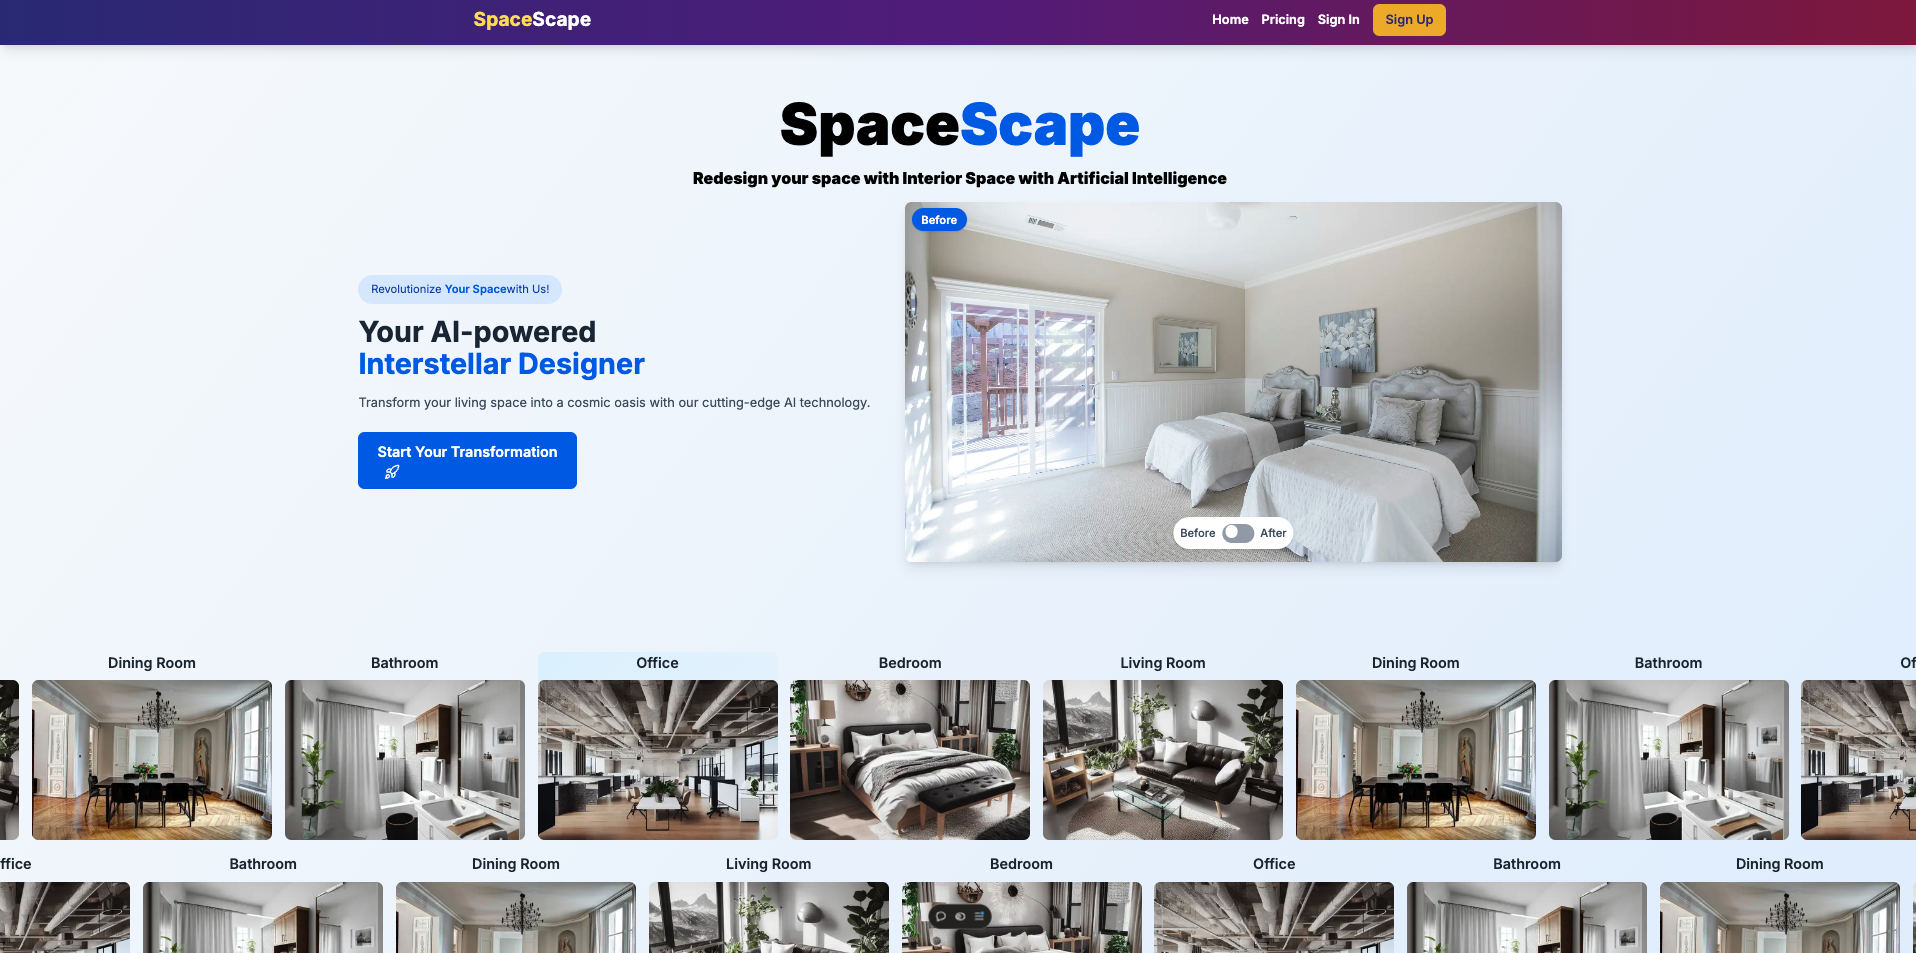 SpaceScape
Home Pricing Sign In Sign Up
SpaceScape
Redesign your space with Interior Space with Artificial Intelligence
Before
Revolutionize Your Spacewith Us!
Your AI-powered
Interstellar Designer
Transform your living space into a cosmic oasis with our cutting-edge AI technology.
Start Your Transformation
Before After
Dining Room Bathroom Office Bedroom Living Room Dining Room Bathroom Of
ffice Bathroom Dining Room Living Room Bedroom Office Bathroom Dining Room